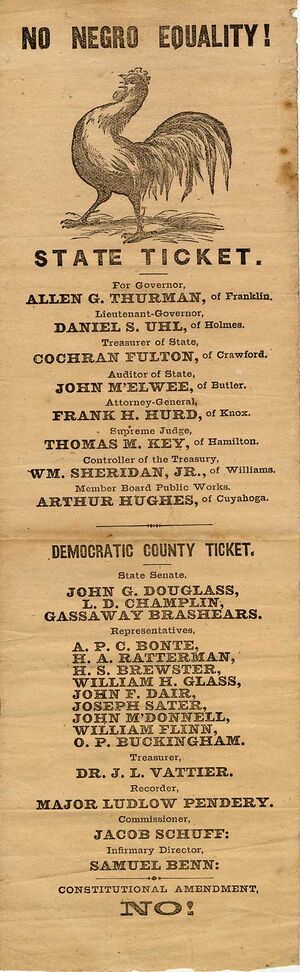 NO NEGRO EQUALITY!
STATE TICKET.
For Governor,
ALLEN G. THURMAN, of Franklin.
Lieutenant-Governor,
DANIEL S. UHL, of Holmes.
Treasurer of State,
COCHRAN FULTON, of Crawford.
Auditor of State,
JOHN M'ELWEE, of Butler.
Attorney-General,
FRANK H. HURD, of Knox.
Supreme Judge,
THOMAS M. KEY, of Hamilton.
Controller of the Treasury,
WM. SHERIDAN, JR., of Williams.
Member Board Public Works.
ARTHUR HUGHES, of Cuyahoga.
DEMOCRATIC COUNTY TICKET.
State Senate.
JOHN G. DOUGLASS,
L. D. CHAMPLIN,
GASSAWAY BRASHEARS.
Representatives,
A. P. C. BONTE,
H. A. RATTERMAN,
H. S. BREWSTER,
WILLIAM H. GLASS,
JOHN F. DAIR,
JOSEPH SATER,
JOHN M'DONNELL,
WILLIAM FLINN,
O. P. BUCKINGHAM.
Treasurer,
DR. J. L. VATTIER.
Recorder,
MAJOR LUDLOW PENDERY.
Commissioner,
JACOB SCHUFF:
Infirmary Director,
SAMUEL BENN:
CONSTITUTIONAL AMENDMENT,
NO!